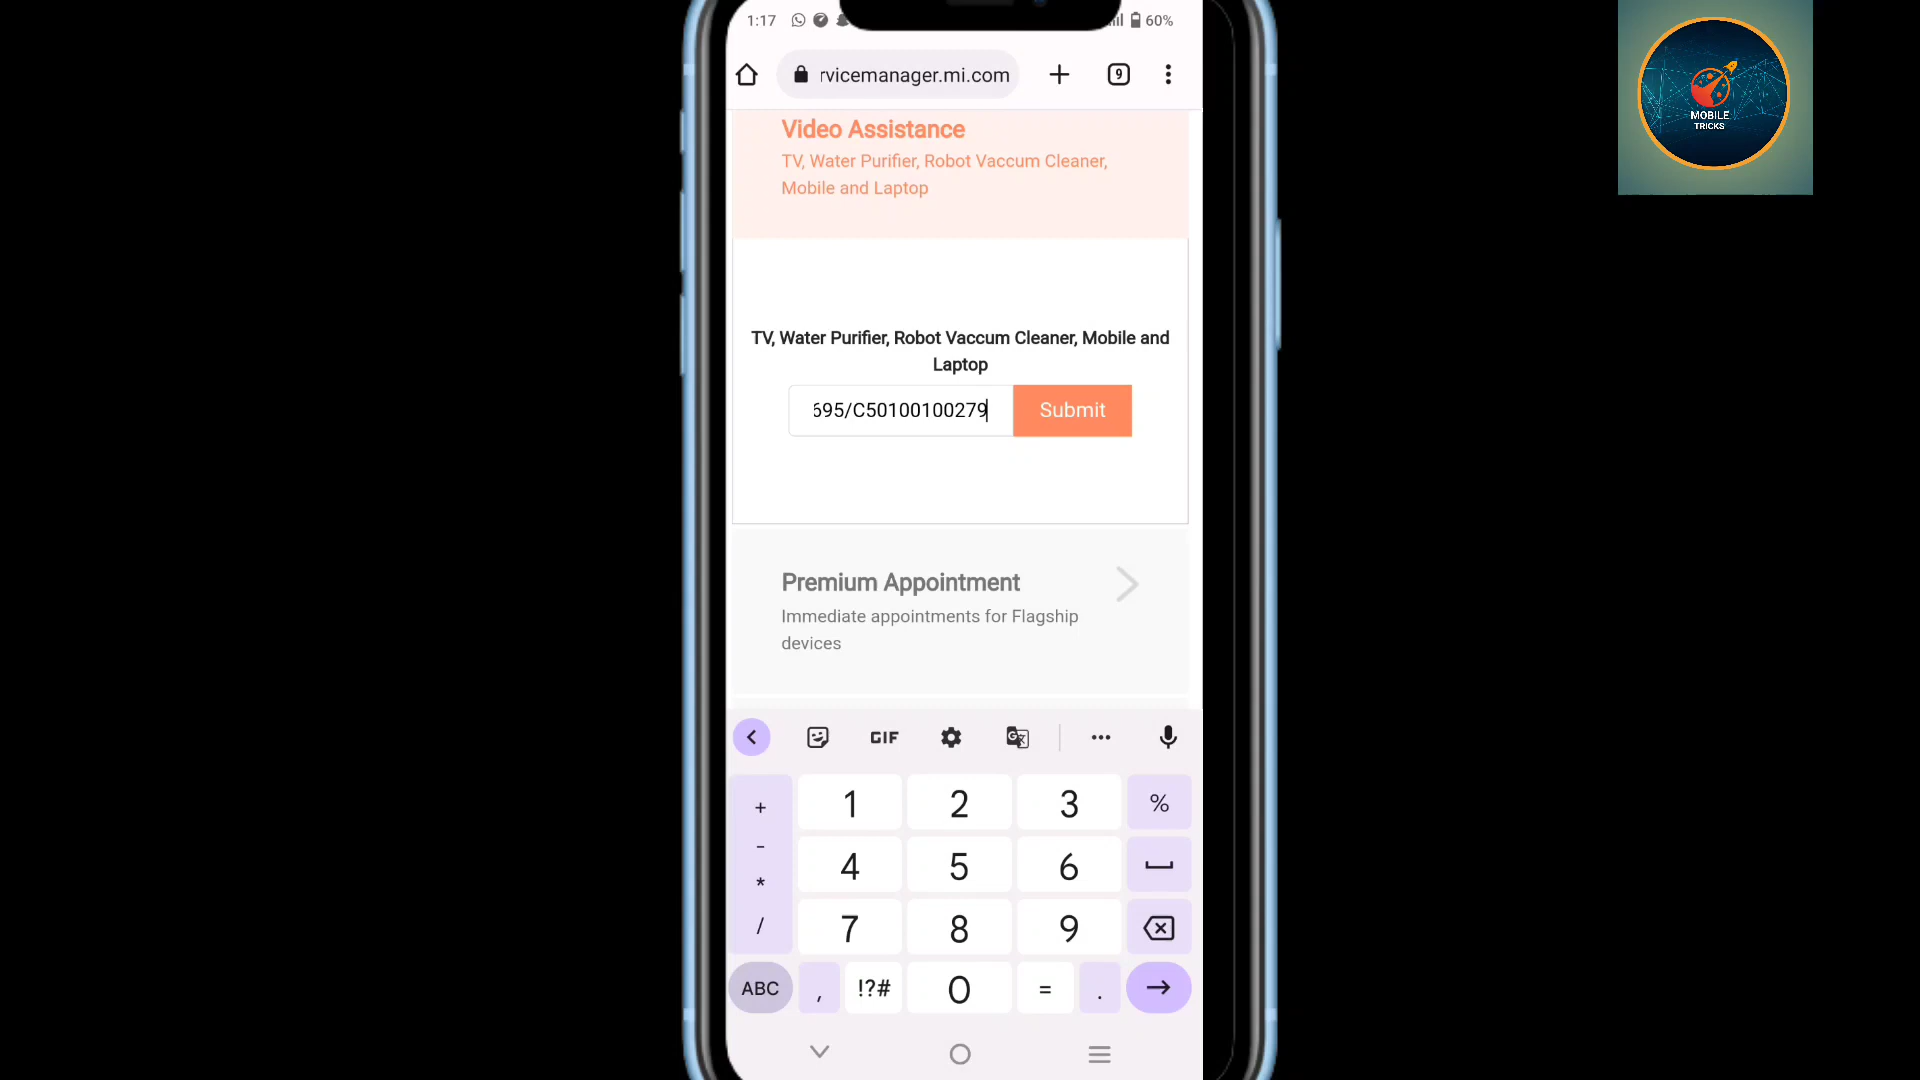 1:17
60%
rvicemanager.mi.com
9
MOBILE
TRICKS
Video Assistance
TV, Water Purifier, Robot Vaccum Cleaner,
Mobile and Laptop
TV, Water Purifier, Robot Vaccum Cleaner, Mobile and
Laptop
695/C50100100279 Submit
Premium Appointment
Immediate appointments for Flagship
devices
GIF
+ 1 2 3 %
-
4 5 6
*
/ 7 8 9
ABC , !?# 0 = .